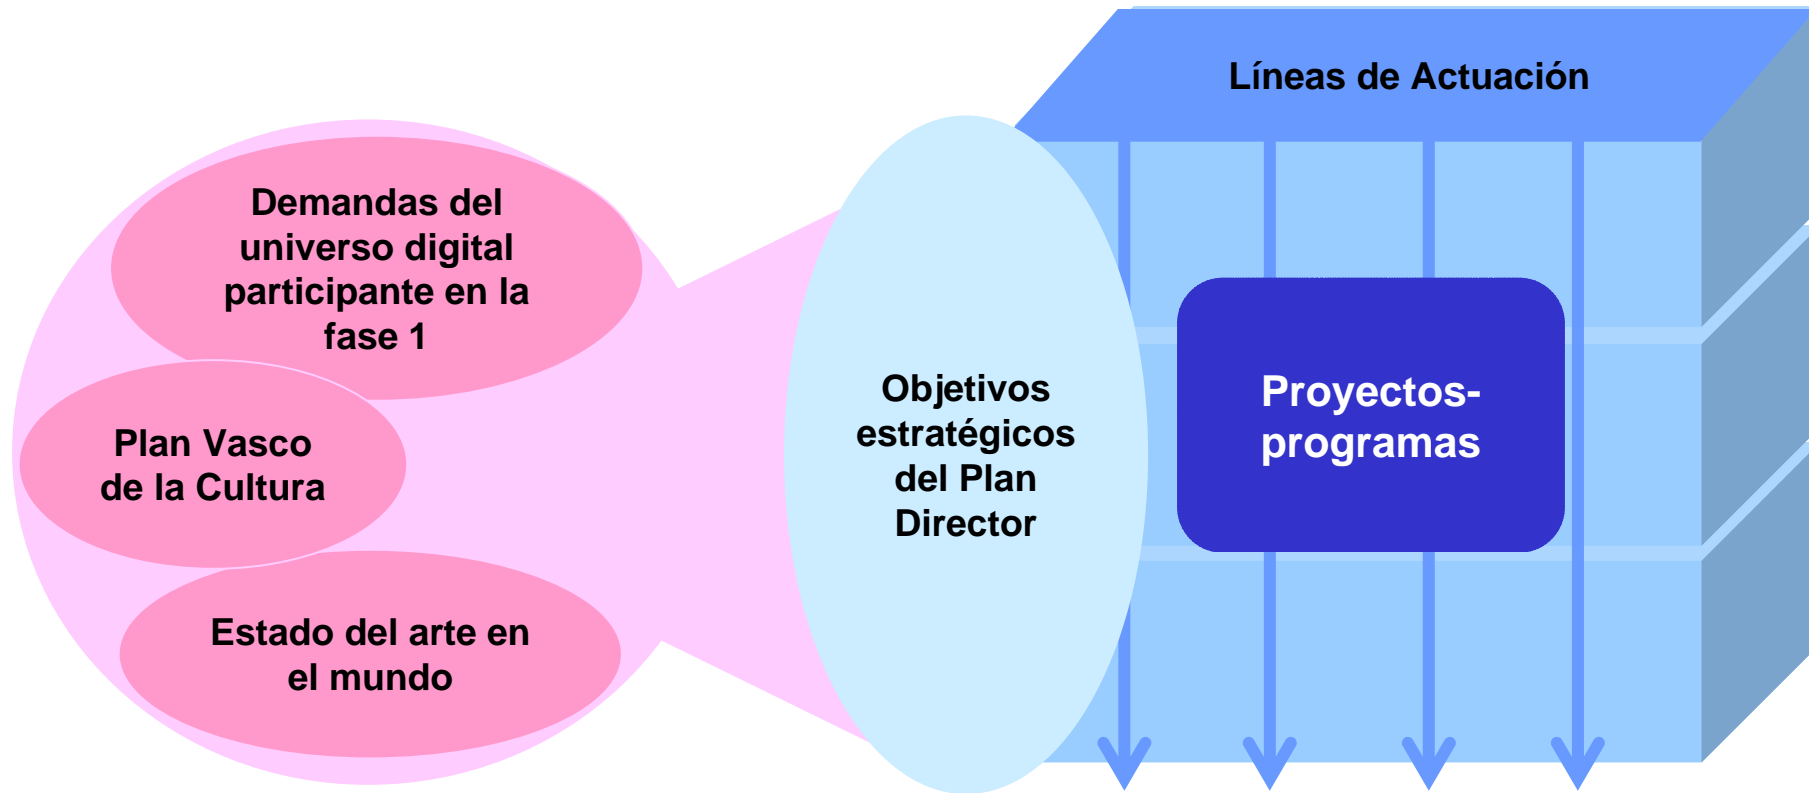 Líneas de Actuación
Demandas del
universo digital
participante en la
fase 1
Plan Vasco
de la Cultura
Estado del arte en
el mundo
Objetivos
estratégicos
del Plan
Director
Proyectos-
programas